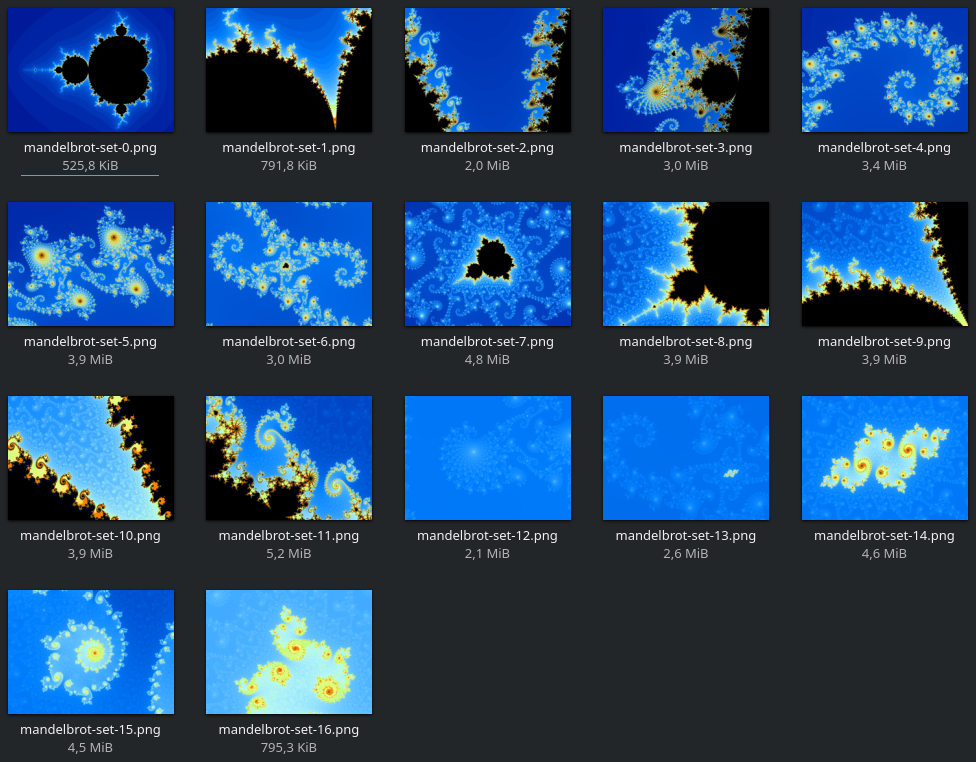 mandelbrot-set-0.png
525,8 KiB
mandelbrot-set-1.png
791,8 KiB
mandelbrot-set-2.png
2,0 MiB
mandelbrot-set-3.png
3,0 MiB
mandelbrot-set-4.png
3,4 MiB
mandelbrot-set-5.png
3,9 MiB
mandelbrot-set-6.png
3,0 MiB
mandelbrot-set-7.png
4,8 MiB
mandelbrot-set-8.png
3,9 MiB
mandelbrot-set-9.png
3,9 MiB
mandelbrot-set-10.png
3,9 MiB
mandelbrot-set-11.png
5,2 MiB
mandelbrot-set-12.png
2,1 MiB
mandelbrot-set-13.png
2,6 MiB
mandelbrot-set-14.png
4,6 MiB
mandelbrot-set-15.png
4,5 MiB
mandelbrot-set-16.png
795,3 KiB